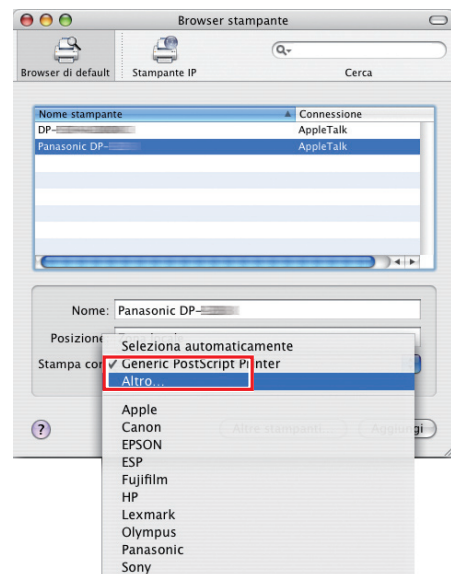 Browser stampante
Browser di default
Stampante IP
Cerca
Nome stampante
Connessione
DP-
AppleTalk
Panasonic DP-
AppleTalk
Nome: Panasonic DP-
Posizione
Stampa con
Seleziona automaticamente
✓ Generic PostScript Printer
Altro...
Apple
Canon
EPSON
ESP
Fujifilm
HP
Lexmark
Olympus
Panasonic
Sony
?
Altre stampanti...
Aggiungi